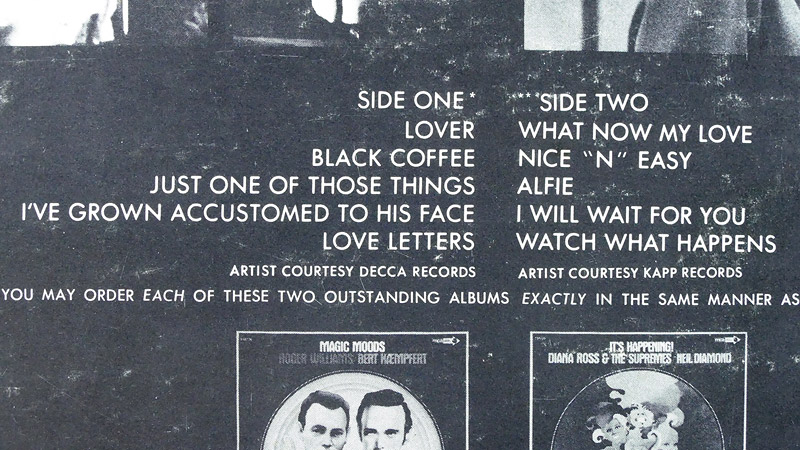 SIDE ONE*
LOVER
BLACK COFFEE
JUST ONE OF THOSE THINGS
I'VE GROWN ACCUSTOMED TO HIS FACE
LOVE LETTERS
ARTIST COURTESY DECCA RECORDS
**SIDE TWO
WHAT NOW MY LOVE
NICE "N" EASY
ALFIE
I WILL WAIT FOR YOU
WATCH WHAT HAPPENS
ARTIST COURTESY KAPP RECORDS
YOU MAY ORDER EACH OF THESE TWO OUTSTANDING ALBUMS EXACTLY IN THE SAME MANNER AS
MAGIC MOODS
ROGER WILLIAMS BERT KÆMPFERT
IT'S HAPPENING!
DIANA ROSS & THE SUPREMES • NEIL DIAMOND